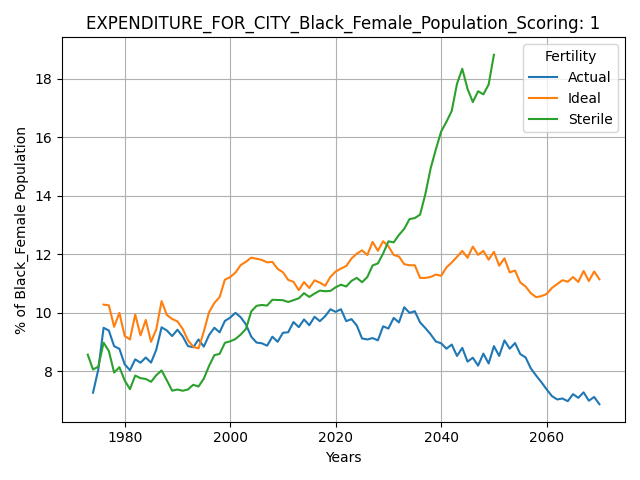 EXPENDITURE_FOR_CITY_Black_Female_Population_Scoring: 1
% of Black_Female Population
18
16
14
12
10
8
Fertility
Actual
Ideal
Sterile
1980 2000 2020 2040 2060
Years